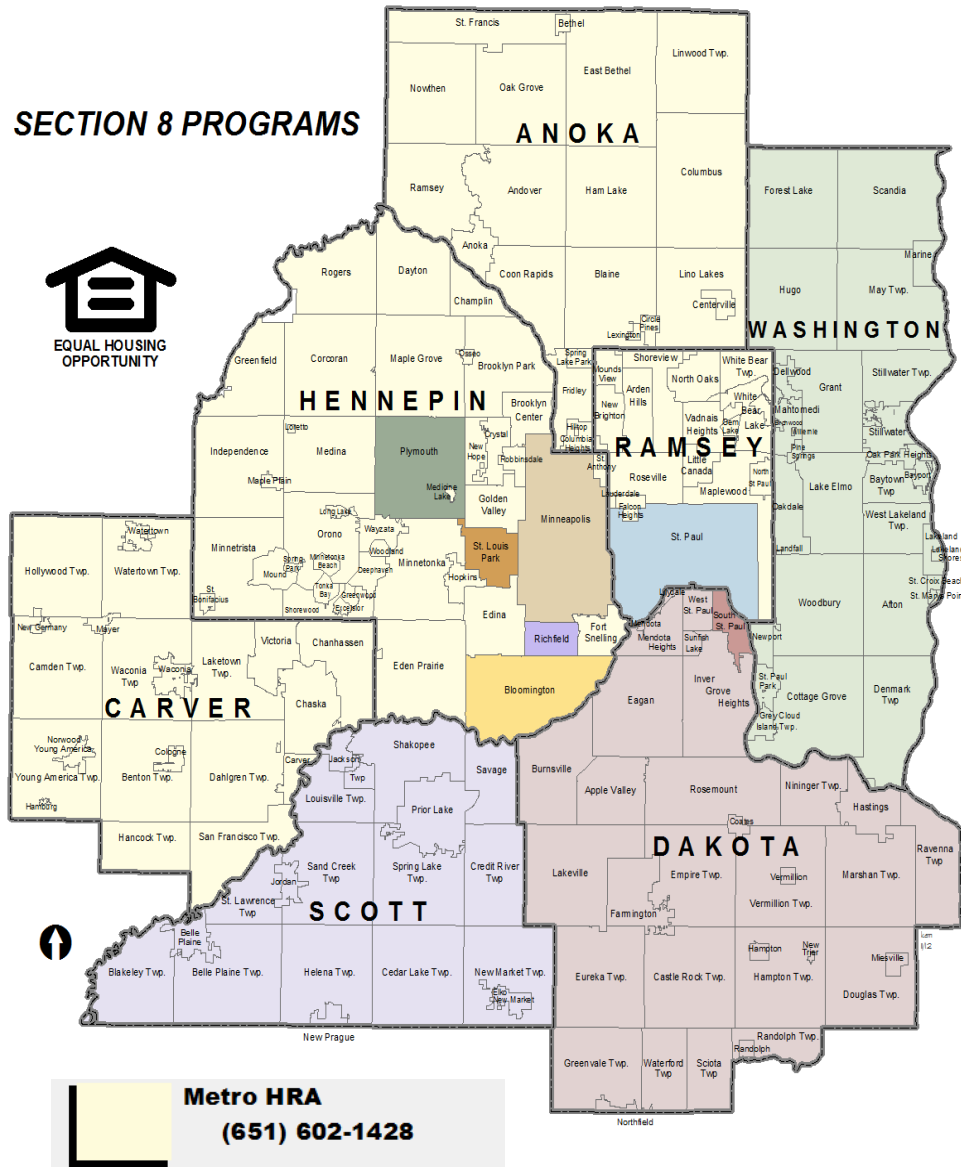 St. Francis
Bethel
Linwood Twp.
East Bethel
Nowthen
Oak Grove
SECTION 8 PROGRAMS
ANOKA
Columbus
Ramsey
Andover
Ham Lake
Forest Lake
Scandia
Anoka
Marine
Rogers
Dayton
Coon Rapids
Blaine
Lino Lakes
Hugo
May Twp.
Champlin
Centerville
EQUAL HOUSING
OPPORTUNITY
Circle
Pines
Lexington
WASHINGTON
Greenfield
Corcoran
Maple Grove
Osseo
Brooklyn Park
Spring
Lake Park
Shoreview
White Bear
Twp.
Mounds
View
North Oaks
Dellwood
Stillwater Twp.
HENNEPIN
Fridley
Arden
Hills
Grant
Brooklyn
Center
New
Brighton
White
Bear
Lake
Mahtomedi
Loretto
Hilltop
Columbia
Heights
Vadnais
Heights
Stillwater
Crystal
RAMSEY
Oak Park Heights
Independence
Medina
Plymouth
New
Hope
Robbinsdale
St.
Anthony
Little
Canada
Pine
Springs
Maple Plain
Roseville
North
St Paul
Baytown
Twp
Bayport
Medicine
Lake
Maplewood
Lake Elmo
Golden
Valley
Lauderdale
Falcon
Heights
Oakdale
Long Lake
Minneapolis
West Lakeland
Twp.
Orono
Wayzata
St. Paul
Watertown
Minnetrista
Woodland
St. Louis
Park
Landfall
Lakeland
Lakeland
Shores
Hollywood Twp.
Watertown Twp.
Mound
Spring
Park
Minnetonka
Beach
Deephaven
Minnetonka
Hopkins
St. Croix Beach
Tonka
Bay
Greenwood
Woodbury
Afton
St. Marys Point
St.
Bonifacius
Shorewood
Excelsior
Edina
Lilydale
West
St. Paul
South
St. Paul
New Germany
Mayer
Victoria
Chanhassen
Richfield
Fort
Snelling
Mendota
Mendota
Heights
Sunfish
Lake
Newport
Camden Twp.
Waconia
Twp.
Waconia
Laketown
Twp.
Eden Prairie
St. Paul
Park
Bloomington
Inver
Grove
Heights
Cottage Grove
Denmark
Twp
CARVER
Chaska
Eagan
Grey Cloud
Island Twp.
Norwood
Young America
Cologne
Shakopee
Carver
Jackson
Twp
Savage
Young America Twp.
Benton Twp.
Dahlgren Twp.
Burnsville
Apple Valley
Rosemount
Nininger Twp.
Louisville Twp.
Prior Lake
Hastings
Hamburg
Coates
Hancock Twp.
San Francisco Twp.
DAKOTA
Ravenna
Twp
Sand Creek
Twp
Spring Lake
Twp.
Credit River
Twp
Lakeville
Empire Twp.
Vermillion
Marshan Twp.
Jordan
Vermillion Twp.
St. Lawrence
Twp
SCOTT
Farmington
Belle
Plaine
Hampton
New
Trier
Miesville
Blakeley Twp.
Belle Plaine Twp.
Helena Twp.
Cedar Lake Twp.
New Market Twp.
Eureka Twp.
Castle Rock Twp.
Hampton Twp.
Elko
New Market
Douglas Twp.
New Prague
Randolph Twp.
Randolph
Greenvale Twp.
Waterford
Twp
Sciota
Twp
Metro HRA
(651) 602-1428
Northfield